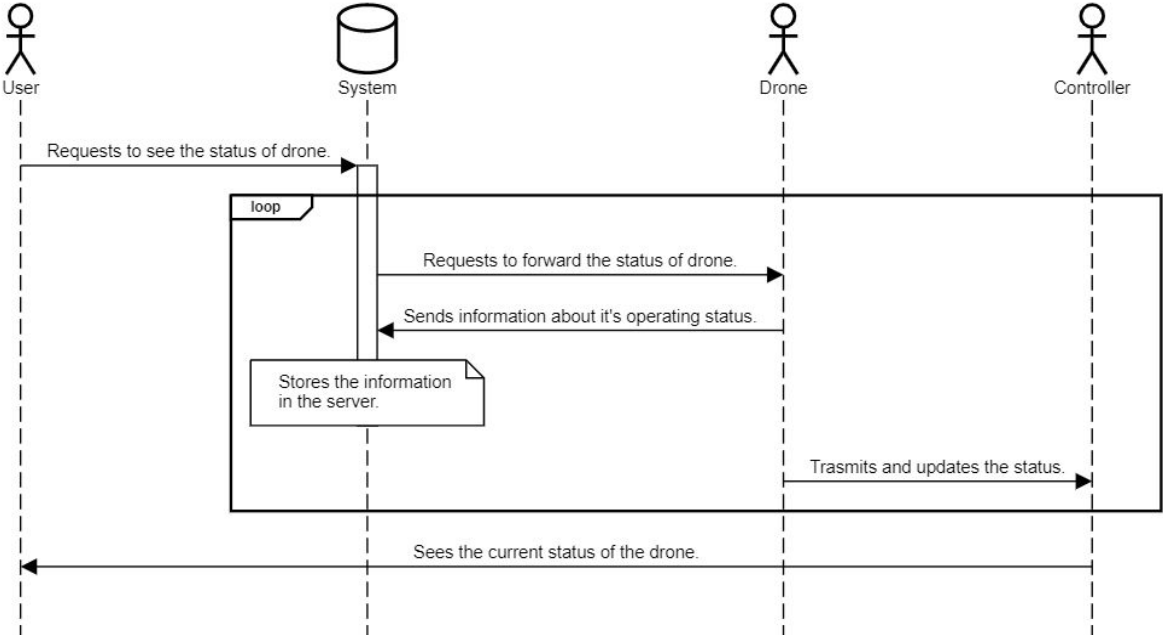 User
System
Drone
Controller
Requests to see the status of drone.
loop
Requests to forward the status of drone.
Sends information about it's operating status.
Stores the information
in the server.
Trasmits and updates the status.
Sees the current status of the drone.